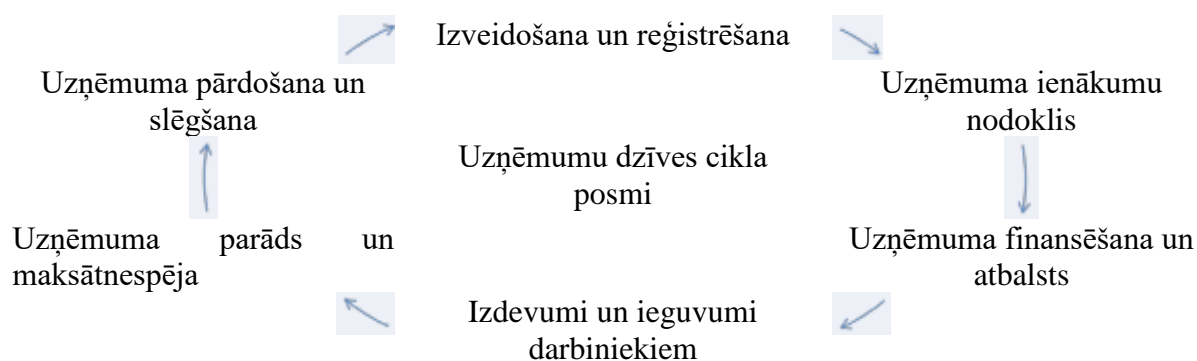 Izveidošana un reģistrēšana
Uzņēmuma pārdošana un
slēgšana
Uzņēmuma ienākumu
nodoklis
Uzņēmumu dzīves cikla
posmi
Uzņēmuma parāds un
maksātnespēja
Uzņēmuma finansēšana un
atbalsts
Izdevumi un ieguvumi
darbiniekiem